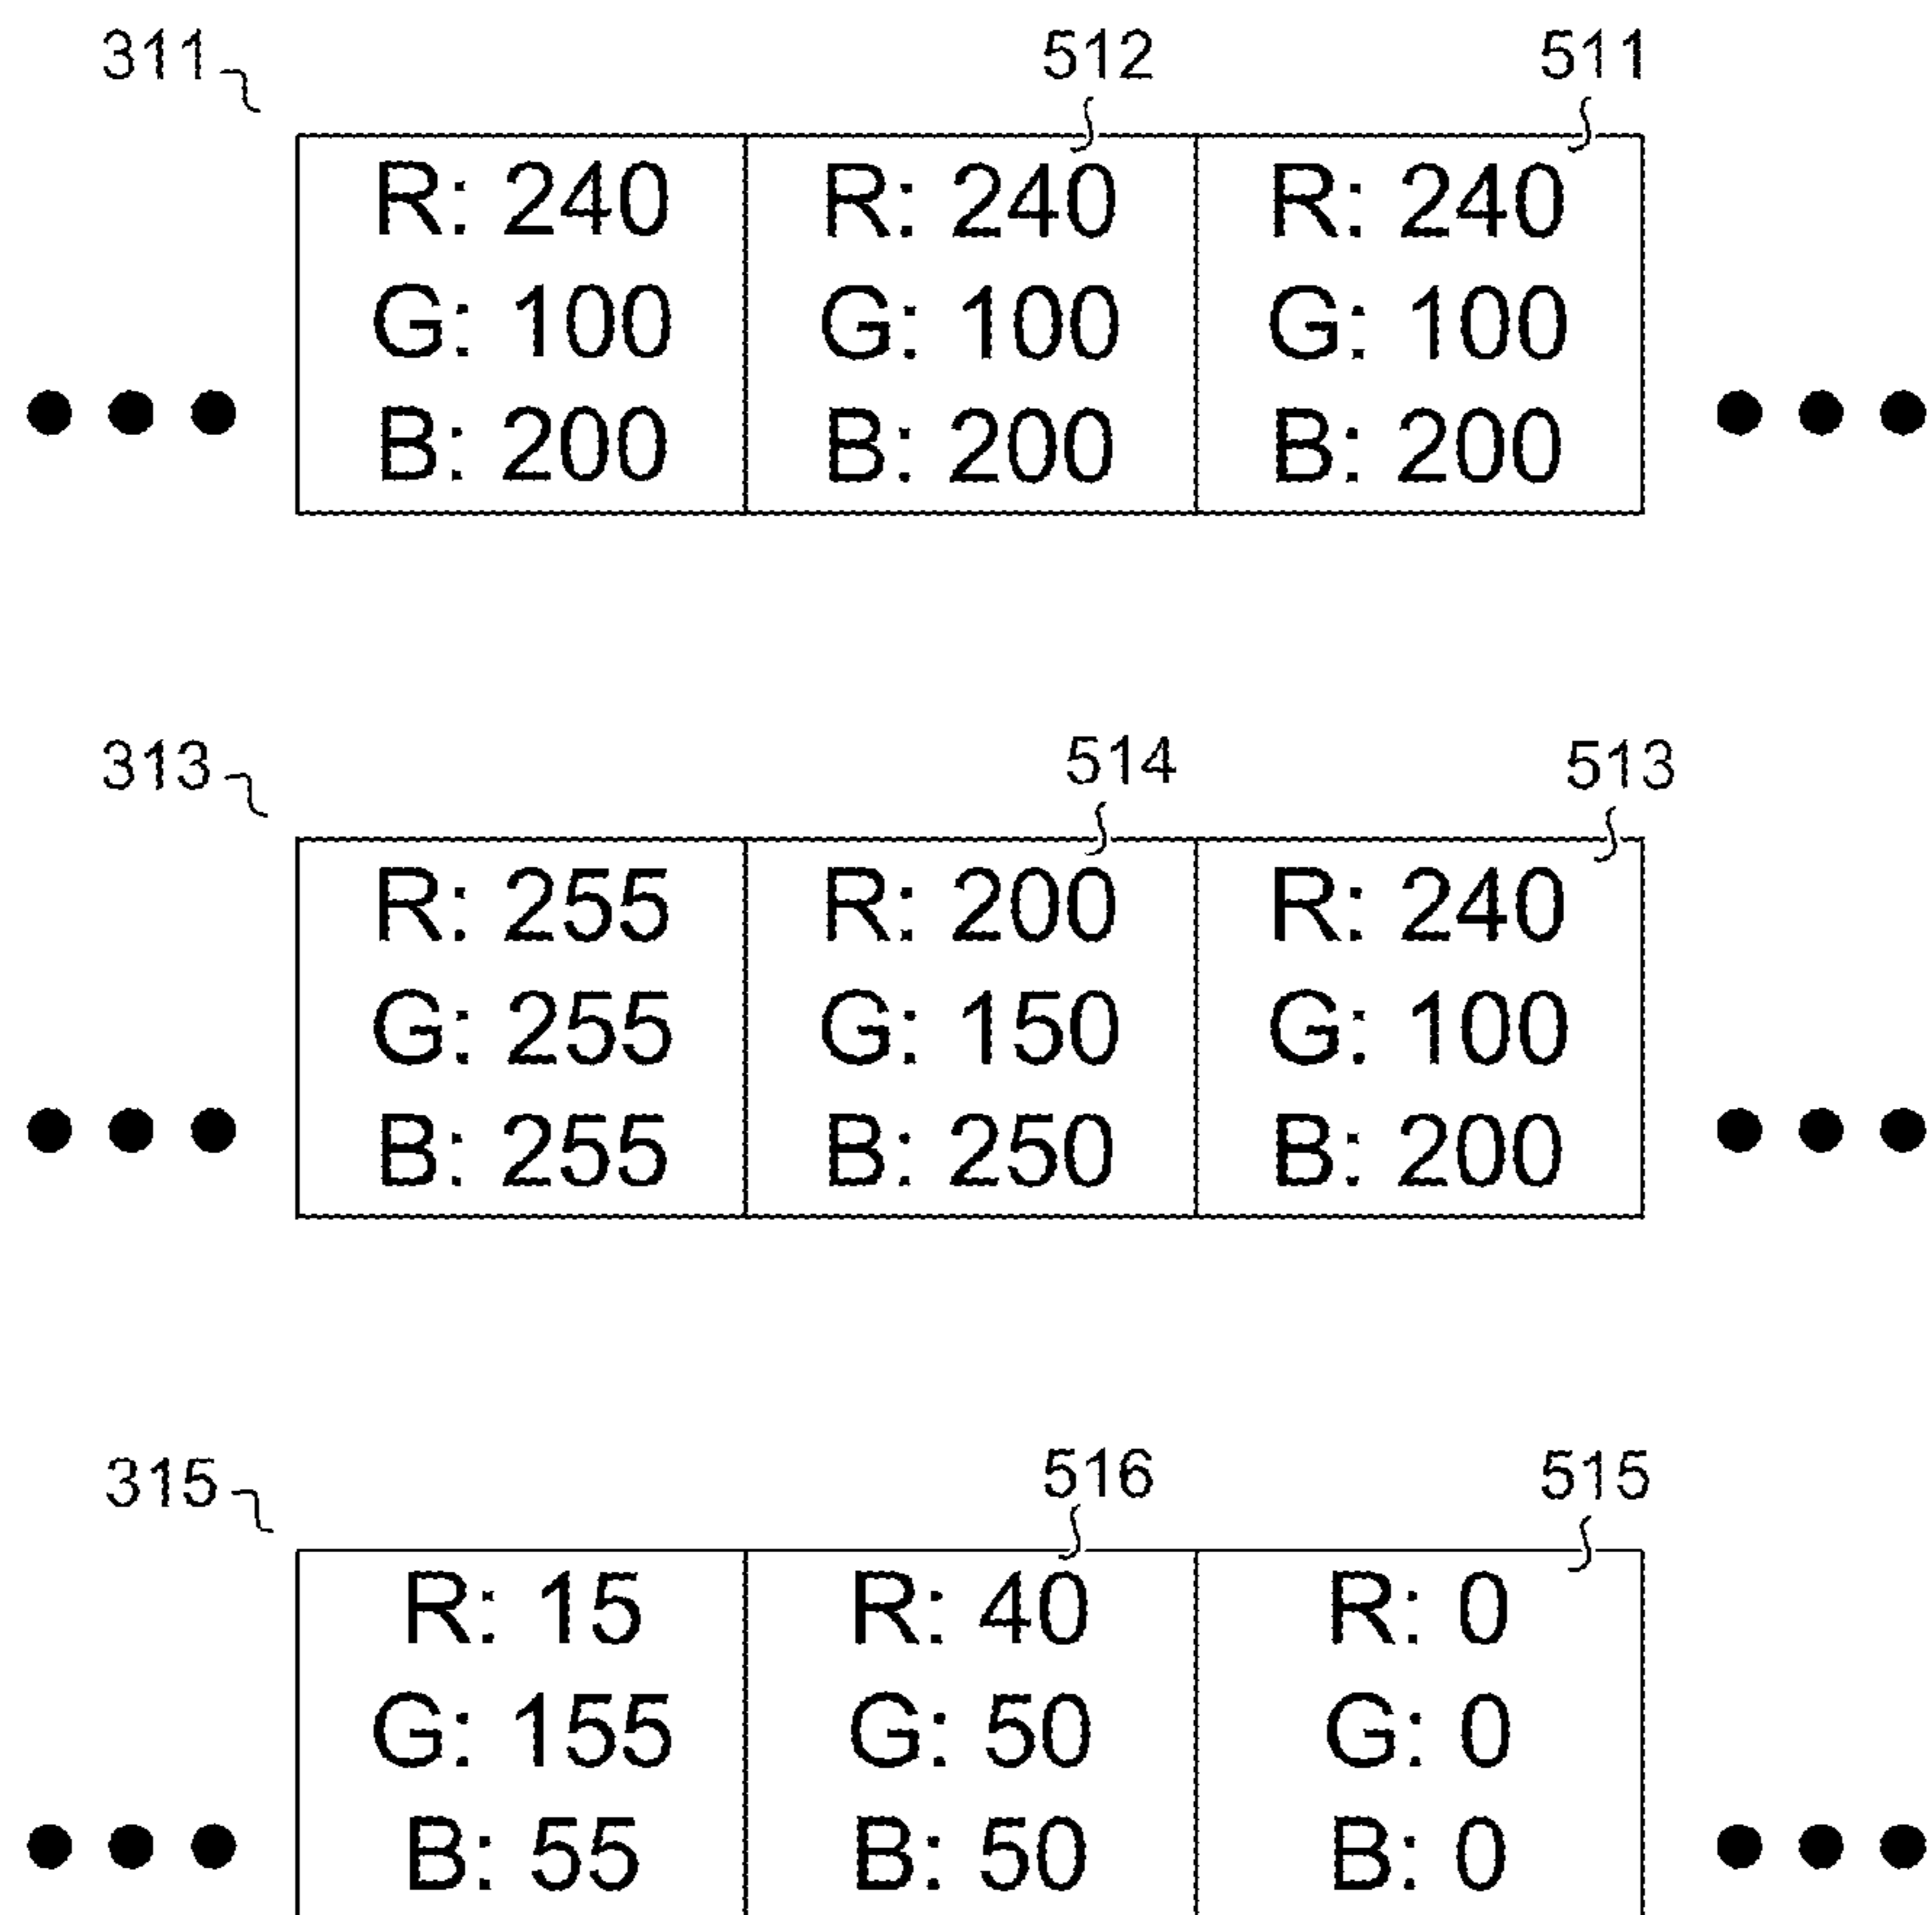 311 512 511
R: 240 R: 240 R: 240
G: 100 G: 100 G: 100
B: 200 B: 200 B: 200
313 514 513
R: 255 R: 200 R: 240
G: 255 G: 150 G: 100
B: 255 B: 250 B: 200
315 516 515
R: 15 R: 40 R: 0
G: 155 G: 50 G: 0
B: 55 B: 50 B: 0